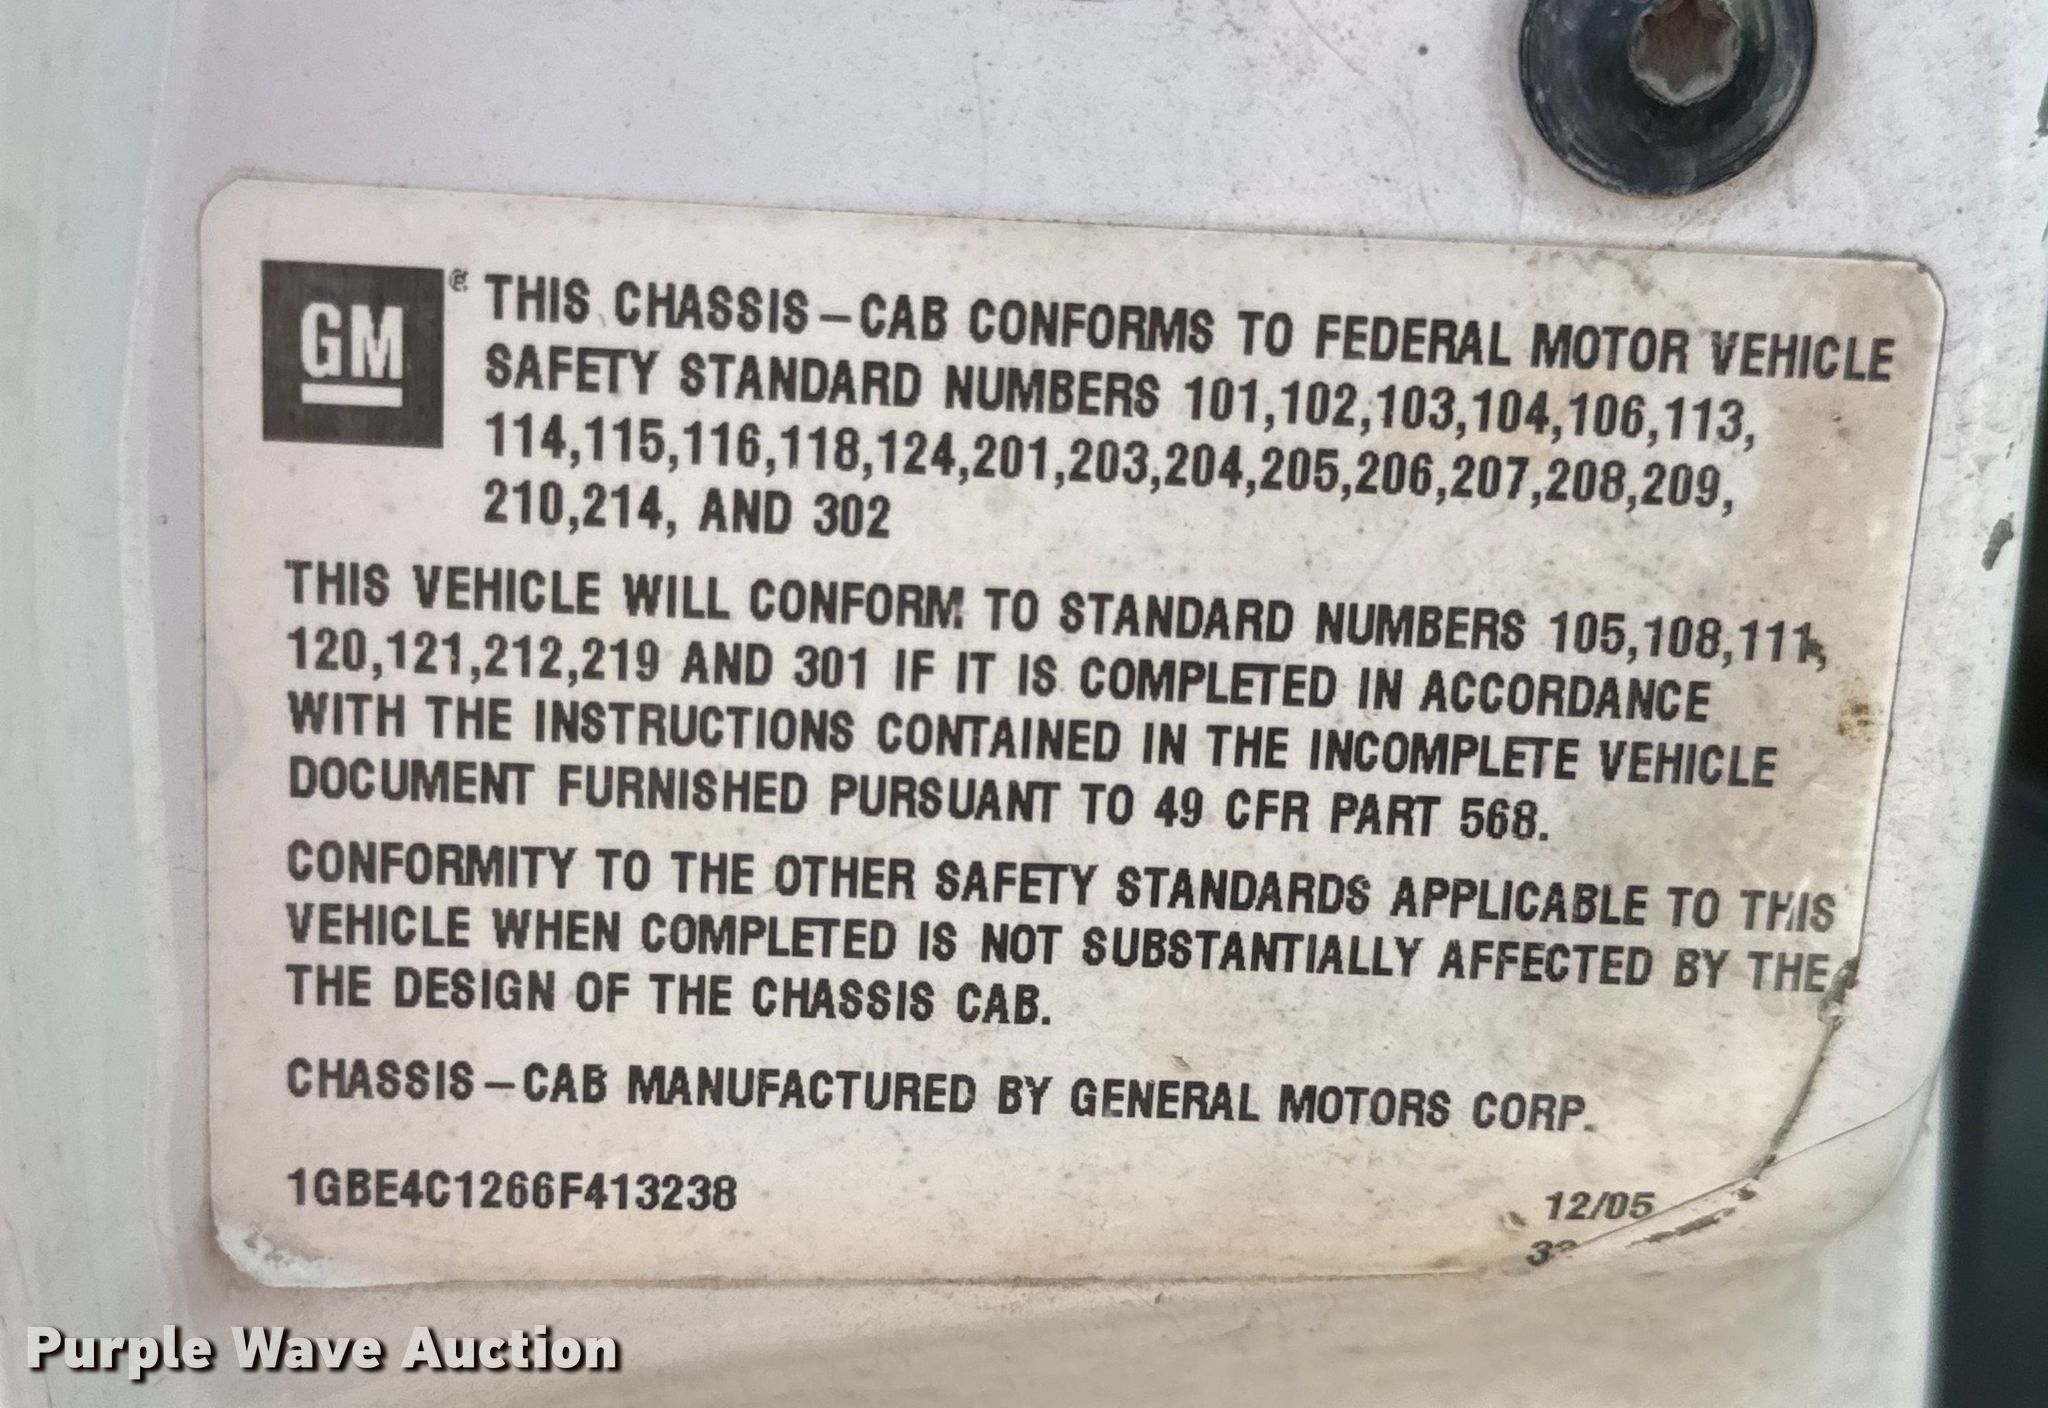 GM® THIS CHASSIS-CAB CONFORMS TO FEDERAL MOTOR VEHICLE
SAFETY STANDARD NUMBERS 101,102,103,104,106,113,
114,115,116,118,124,201,203,204,205,206,207,208,209,
210,214, AND 302
THIS VEHICLE WILL CONFORM TO STANDARD NUMBERS 105,108,111,
120,121,212,219 AND 301 IF IT IS COMPLETED IN ACCORDANCE
WITH THE INSTRUCTIONS CONTAINED IN THE INCOMPLETE VEHICLE
DOCUMENT FURNISHED PURSUANT TO 49 CFR PART 568.
CONFORMITY TO THE OTHER SAFETY STANDARDS APPLICABLE TO THIS
VEHICLE WHEN COMPLETED IS NOT SUBSTANTIALLY AFFECTED BY THE
THE DESIGN OF THE CHASSIS CAB.
CHASSIS-CAB MANUFACTURED BY GENERAL MOTORS CORP.
1GBE4C1266F413238 12/05
Purple Wave Auction